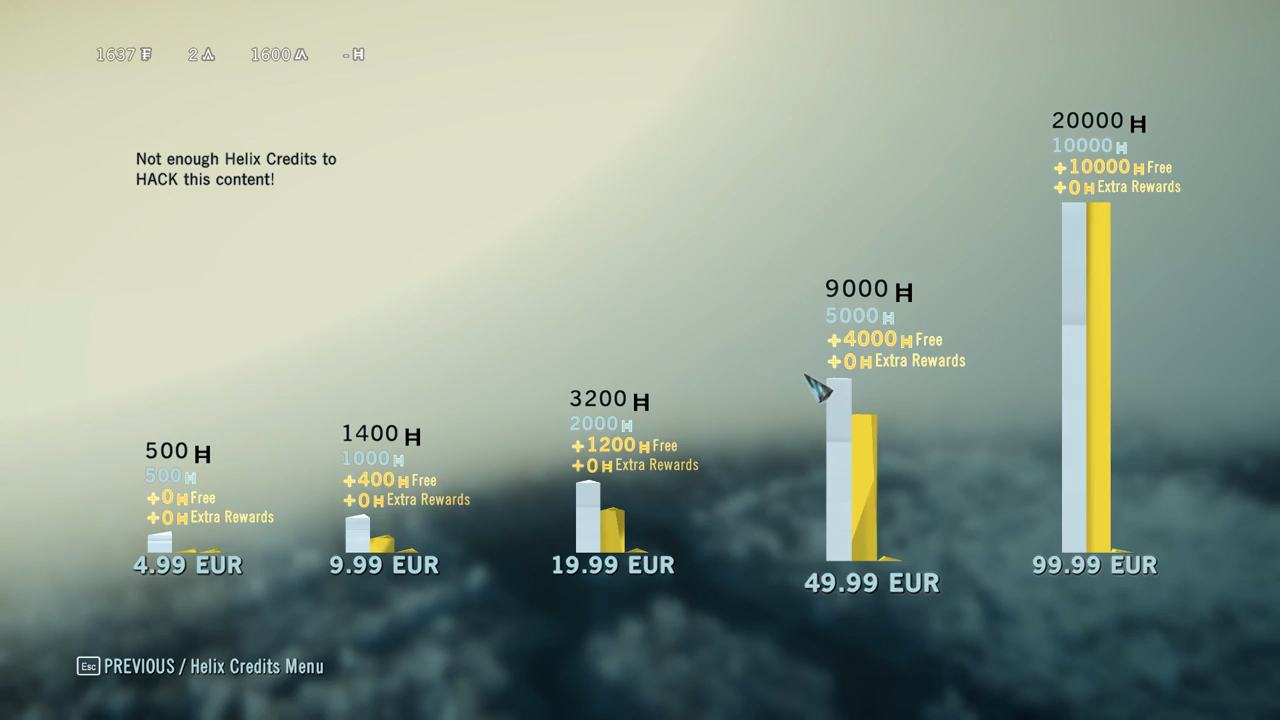 1637 2 1600 - H
Not enough Helix Credits to
HACK this content!
500 H
500 H
+0 H Free
+0 H Extra Rewards
4.99 EUR
1400 H
1000 H
+400 H Free
+0 H Extra Rewards
9.99 EUR
3200 H
2000 H
+1200 H Free
+0 H Extra Rewards
19.99 EUR
9000 H
5000 H
+4000 H Free
+0 H Extra Rewards
49.99 EUR
20000 H
10000 H
+10000 H Free
+0 H Extra Rewards
99.99 EUR
Esc PREVIOUS / Helix Credits Menu